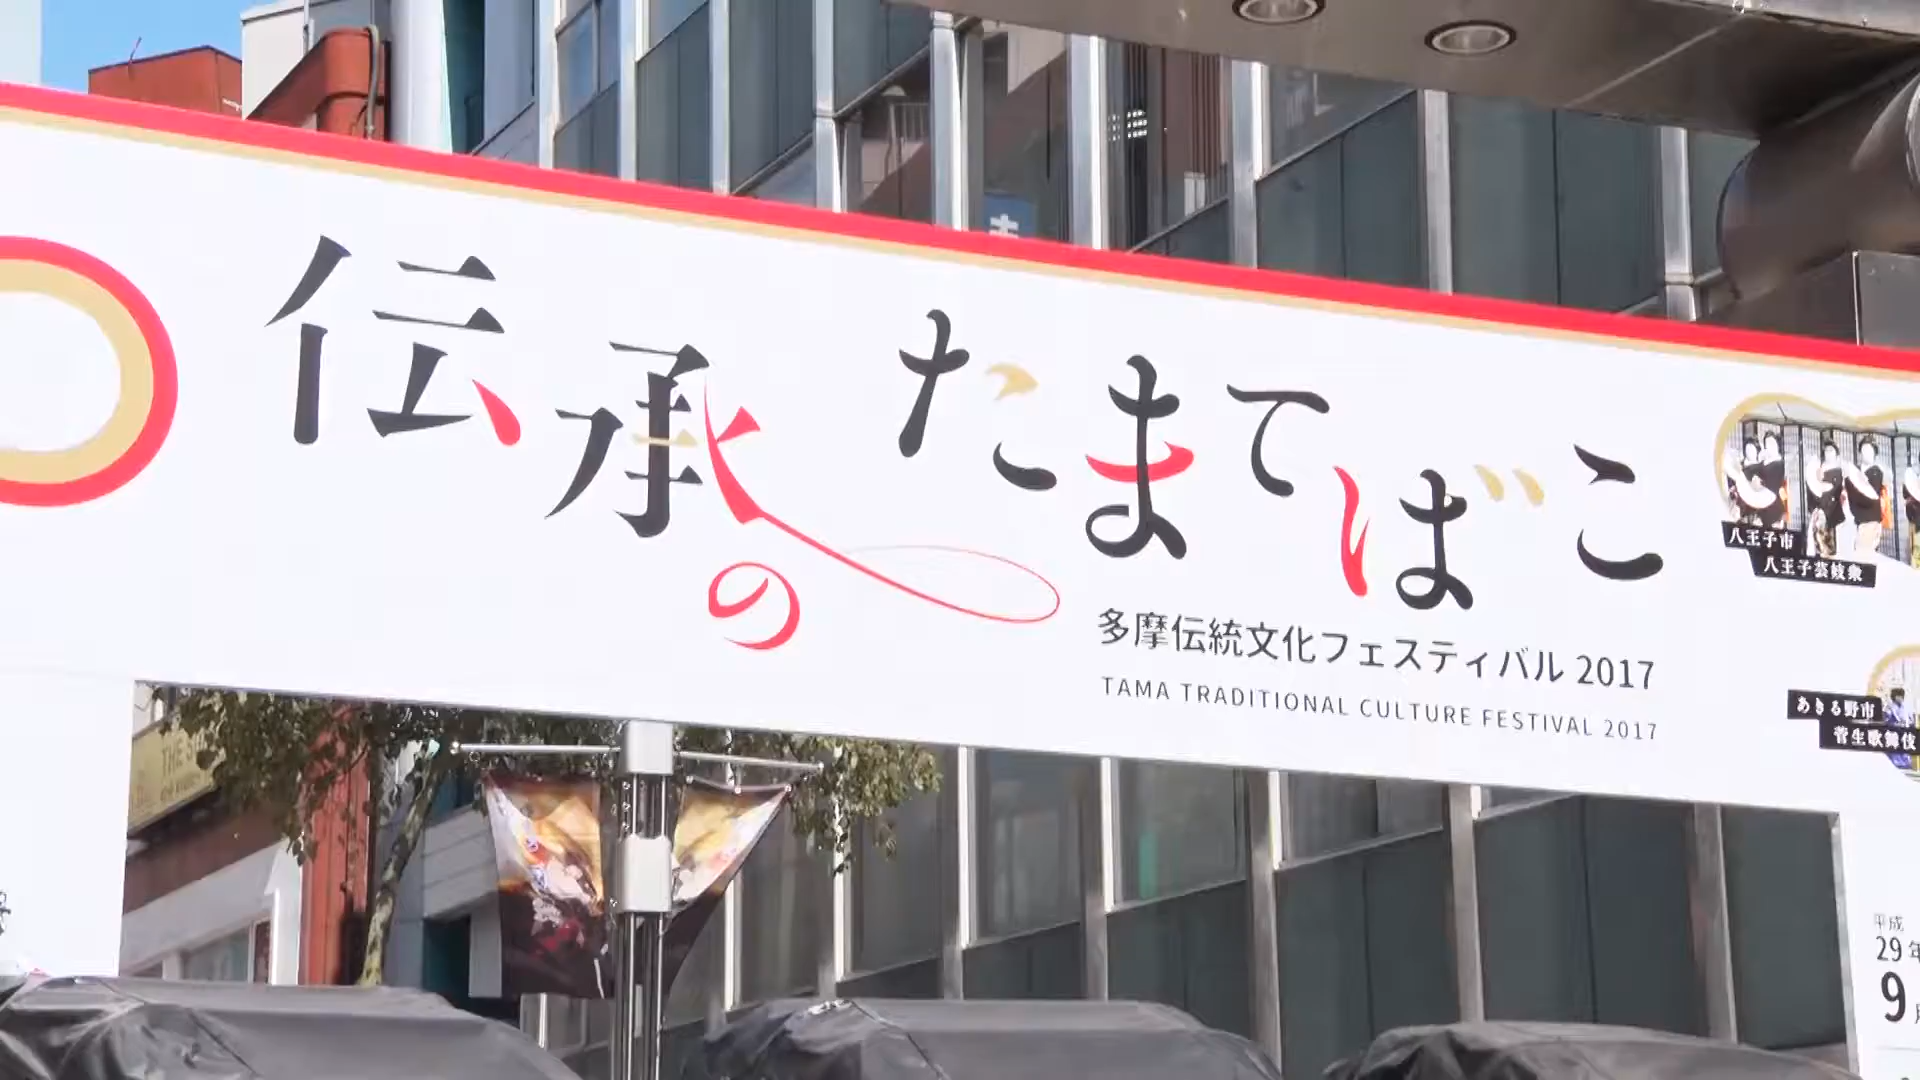 伝承の たまてばこ
多摩伝統文化フェスティバル 2017
TAMA TRADITIONAL CULTURE FESTIVAL 2017
八王子市
八王子芸妓衆
あきる野市
菅生歌舞伎
平成
29年
9月